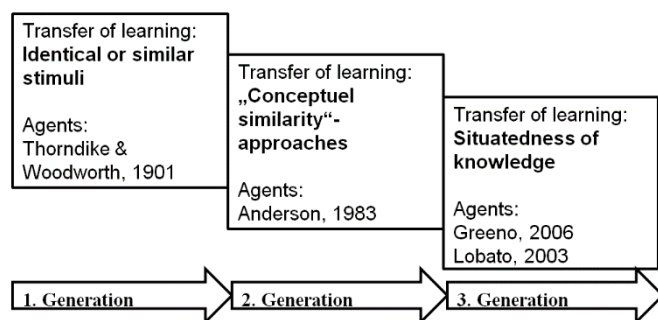 Transfer of learning:
Identical or similar
stimuli
Agents:
Thorndike &
Woodworth, 1901
Transfer of learning:
„Conceptuel
similarity“-
approaches
Agents:
Anderson, 1983
Transfer of learning:
Situatedness of
knowledge
Agents:
Greeno, 2006
Lobato, 2003
1. Generation
2. Generation
3. Generation